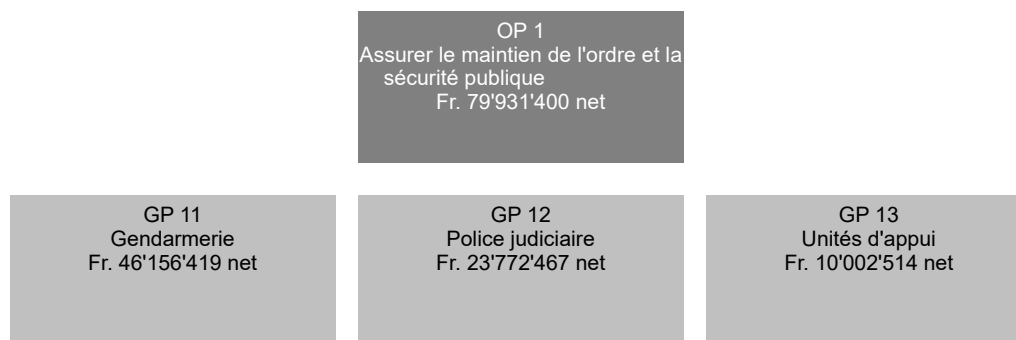 OP 1
Assurer le maintien de l'ordre et la
sécurité publique
Fr. 79'931'400 net
GP 11
Gendarmerie
Fr. 46'156'419 net
GP 12
Police judiciaire
Fr. 23'772'467 net
GP 13
Unités d'appui
Fr. 10'002'514 net